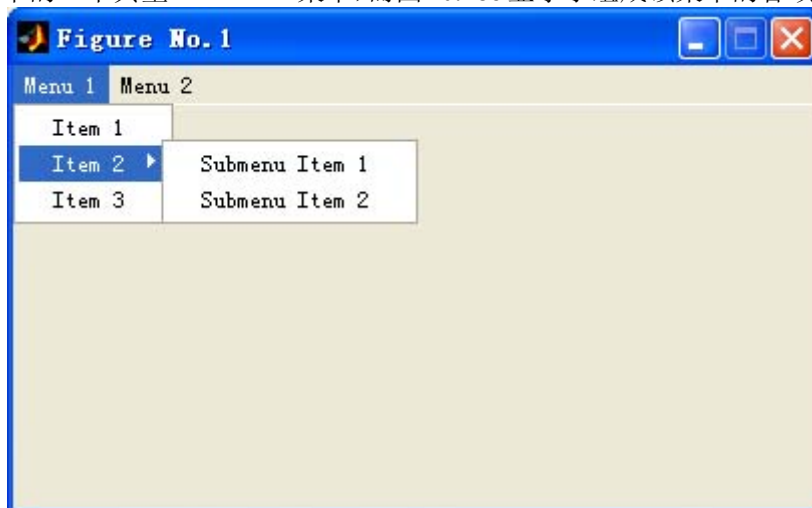 Figure No.1
Menu 1 Menu 2
Item 1
Item 2 Submenu Item 1
Item 3 Submenu Item 2